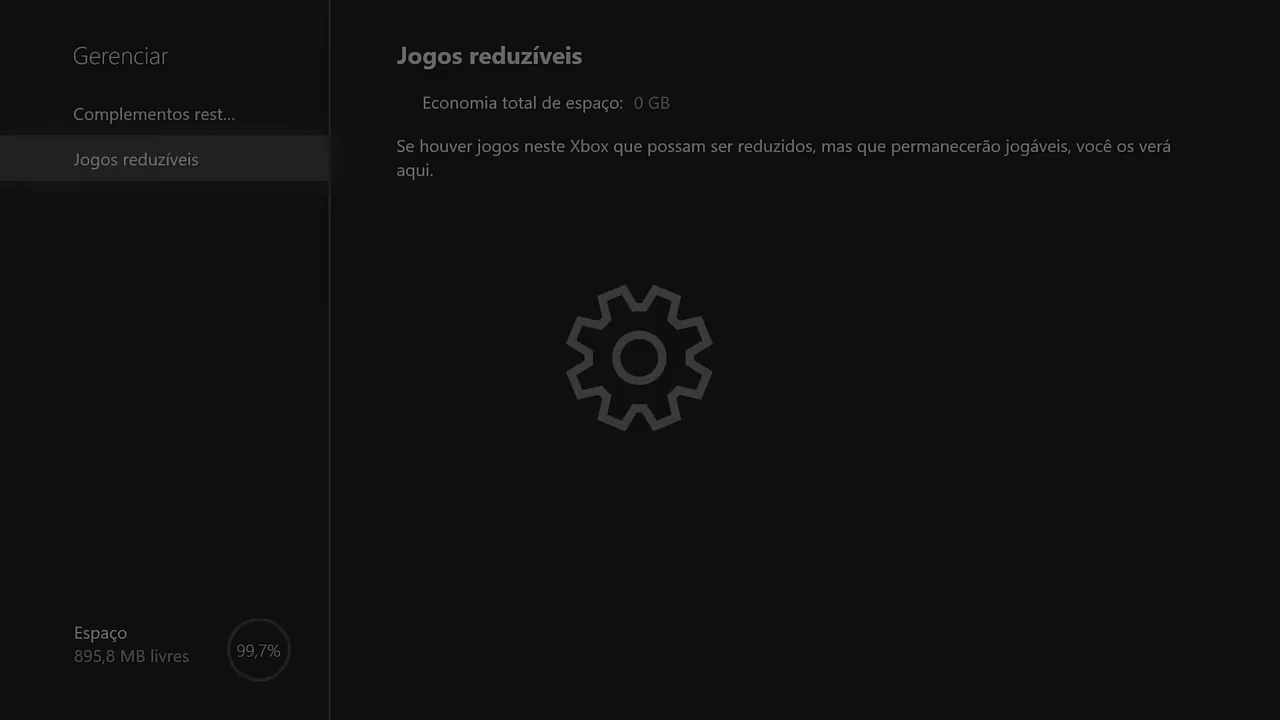 Gerenciar
Complementos rest...
Jogos reduzíveis
Espaço
895,8 MB livres
99,7%
Jogos reduzíveis
Economia total de espaço: 0 GB
Se houver jogos neste Xbox que possam ser reduzidos, mas que permanecerão jogáveis, você os verá
aqui.